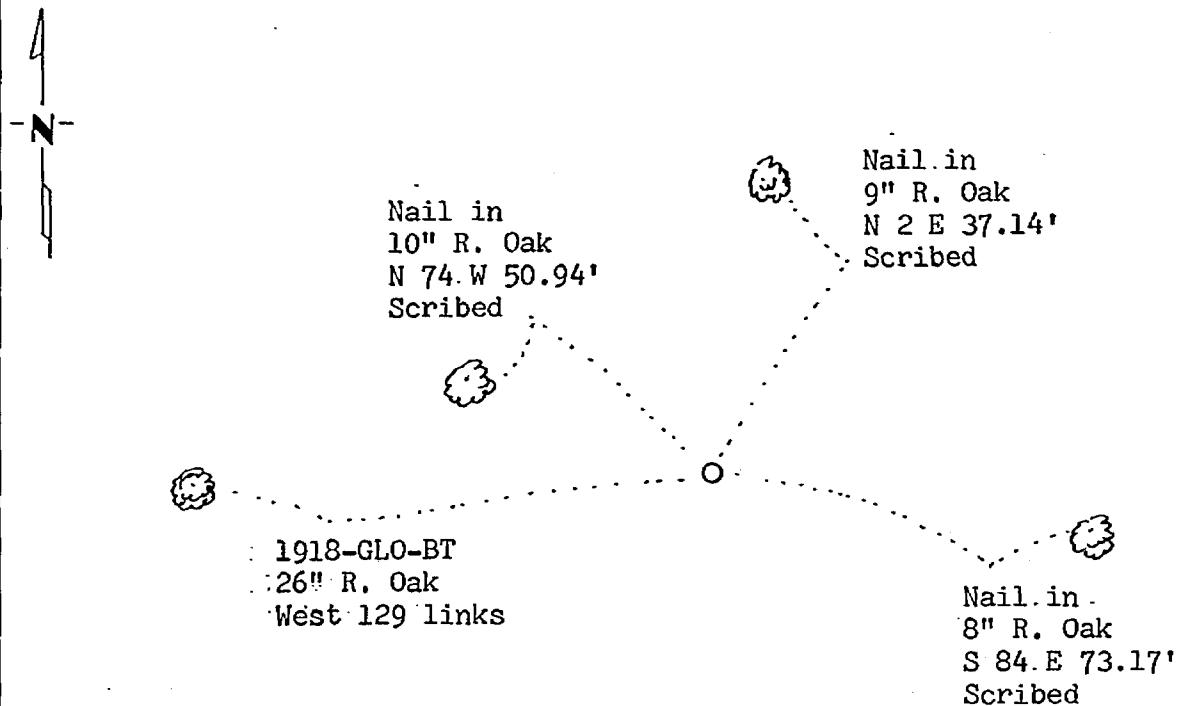 N
Nail in
9" R. Oak
N 2 E 37.14'
Scribed
Nail in
10" R. Oak
N 74 W 50.94'
Scribed
1918-GLO-BT
26" R. Oak
West 129 links
Nail in
8" R. Oak
S 84 E 73.17'
Scribed